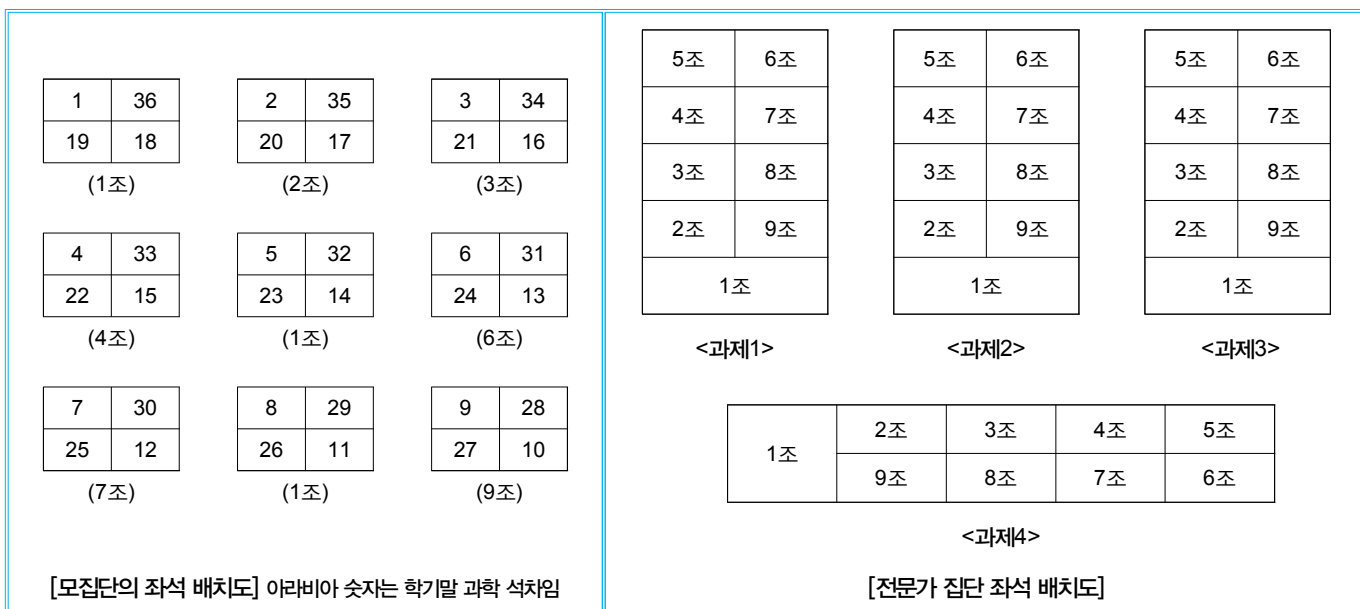 1 36
19 18
(1조)
2 35
20 17
(2조)
3 34
21 16
(3조)
4 33
22 15
(4조)
5 32
23 14
(1조)
6 31
24 13
(6조)
7 30
25 12
(7조)
8 29
26 11
(1조)
9 28
27 10
(9조)
[모집단의 좌석 배치도] 아라비아 숫자는 학기말 과학 석차임
5조 6조
4조 7조
3조 8조
2조 9조
1조
<과제1>
5조 6조
4조 7조
3조 8조
2조 9조
1조
<과제2>
5조 6조
4조 7조
3조 8조
2조 9조
1조
<과제3>
1조
2조 3조 4조 5조
9조 8조 7조 6조
<과제4>
[전문가 집단 좌석 배치도]